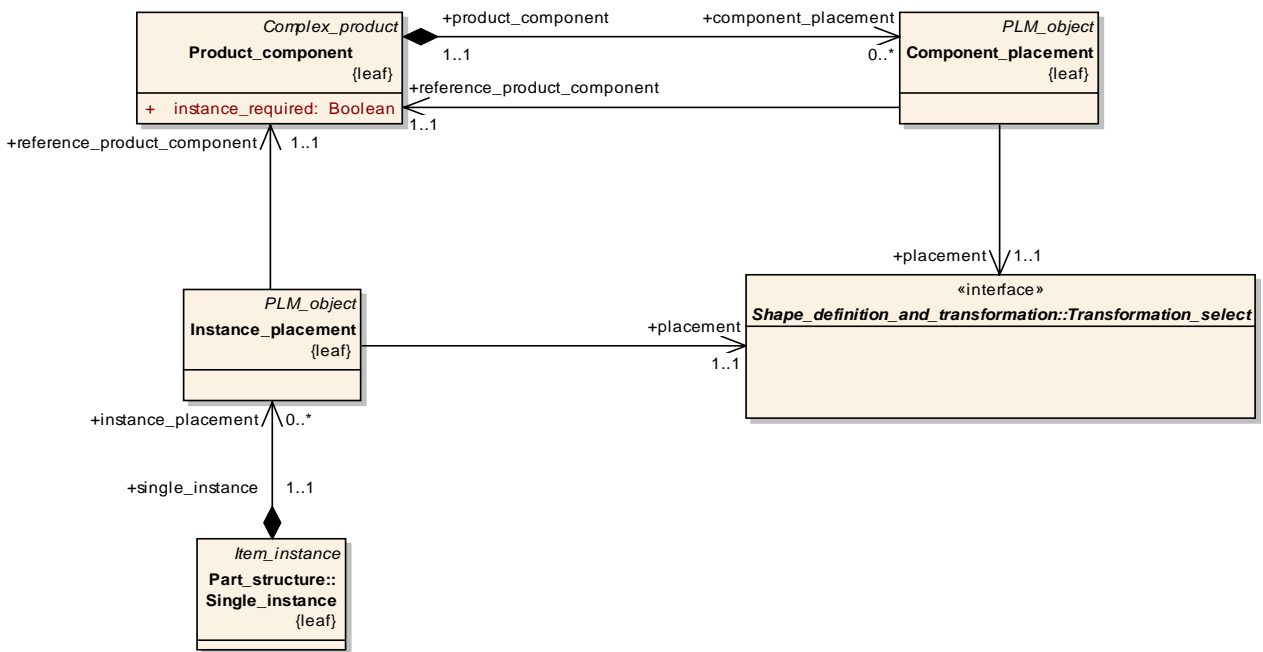 Complex_product
Product_component
{leaf}
+ instance_required: Boolean
+product_component
1..1
+component_placement
0..*
PLM_object
Component_placement
{leaf}
+reference_product_component
1..1
+reference_product_component
1..1
+placement
1..1
«interface»
Shape_definition_and_transformation::Transformation_select
PLM_object
Instance_placement
{leaf}
+placement
1..1
+instance_placement
0..*
+single_instance
1..1
Item_instance
Part_structure::
Single_instance
{leaf}